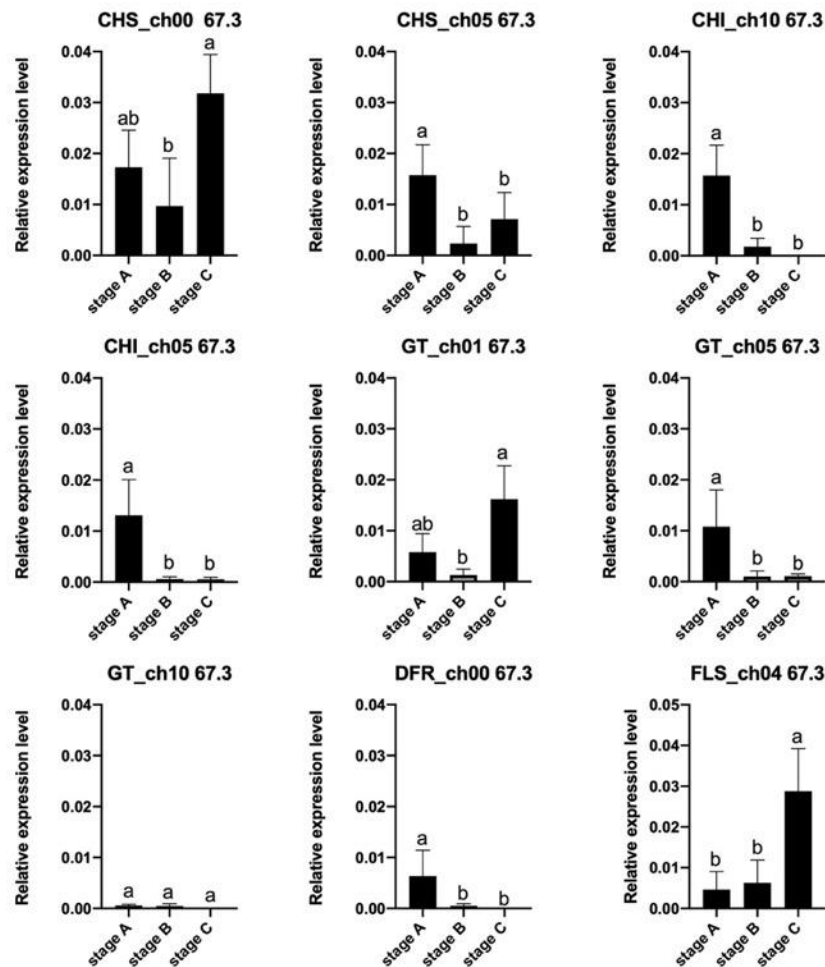 CHS_ch00 67.3
Relative expression level
0.04
0.03
0.02
0.01
0.00
ab
b
a
stage A
stage B
stage C
CHS_ch05 67.3
Relative expression level
0.04
0.03
0.02
0.01
0.00
a
b
b
stage A
stage B
stage C
CHI_ch10 67.3
Relative expression level
0.04
0.03
0.02
0.01
0.00
a
b
b
stage A
stage B
stage C
CHI_ch05 67.3
Relative expression level
0.04
0.03
0.02
0.01
0.00
a
b
b
stage A
stage B
stage C
GT_ch01 67.3
Relative expression level
0.04
0.03
0.02
0.01
0.00
ab
b
a
stage A
stage B
stage C
GT_ch05 67.3
Relative expression level
0.04
0.03
0.02
0.01
0.00
a
b
b
stage A
stage B
stage C
GT_ch10 67.3
Relative expression level
0.04
0.03
0.02
0.01
0.00
a
a
a
stage A
stage B
stage C
DFR_ch00 67.3
Relative expression level
0.04
0.03
0.02
0.01
0.00
a
b
b
stage A
stage B
stage C
FLS_ch04 67.3
Relative expression level
0.05
0.04
0.03
0.02
0.01
0.00
b
b
a
stage A
stage B
stage C